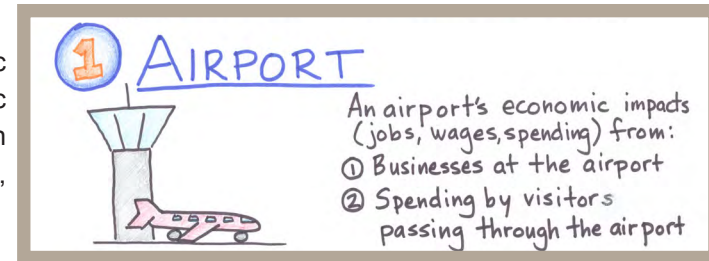 c
c
n
,
1 AIRPORT
An airport's economic impacts
(jobs, wages, spending) from:
① Businesses at the airport
② Spending by visitors
passing through the airport